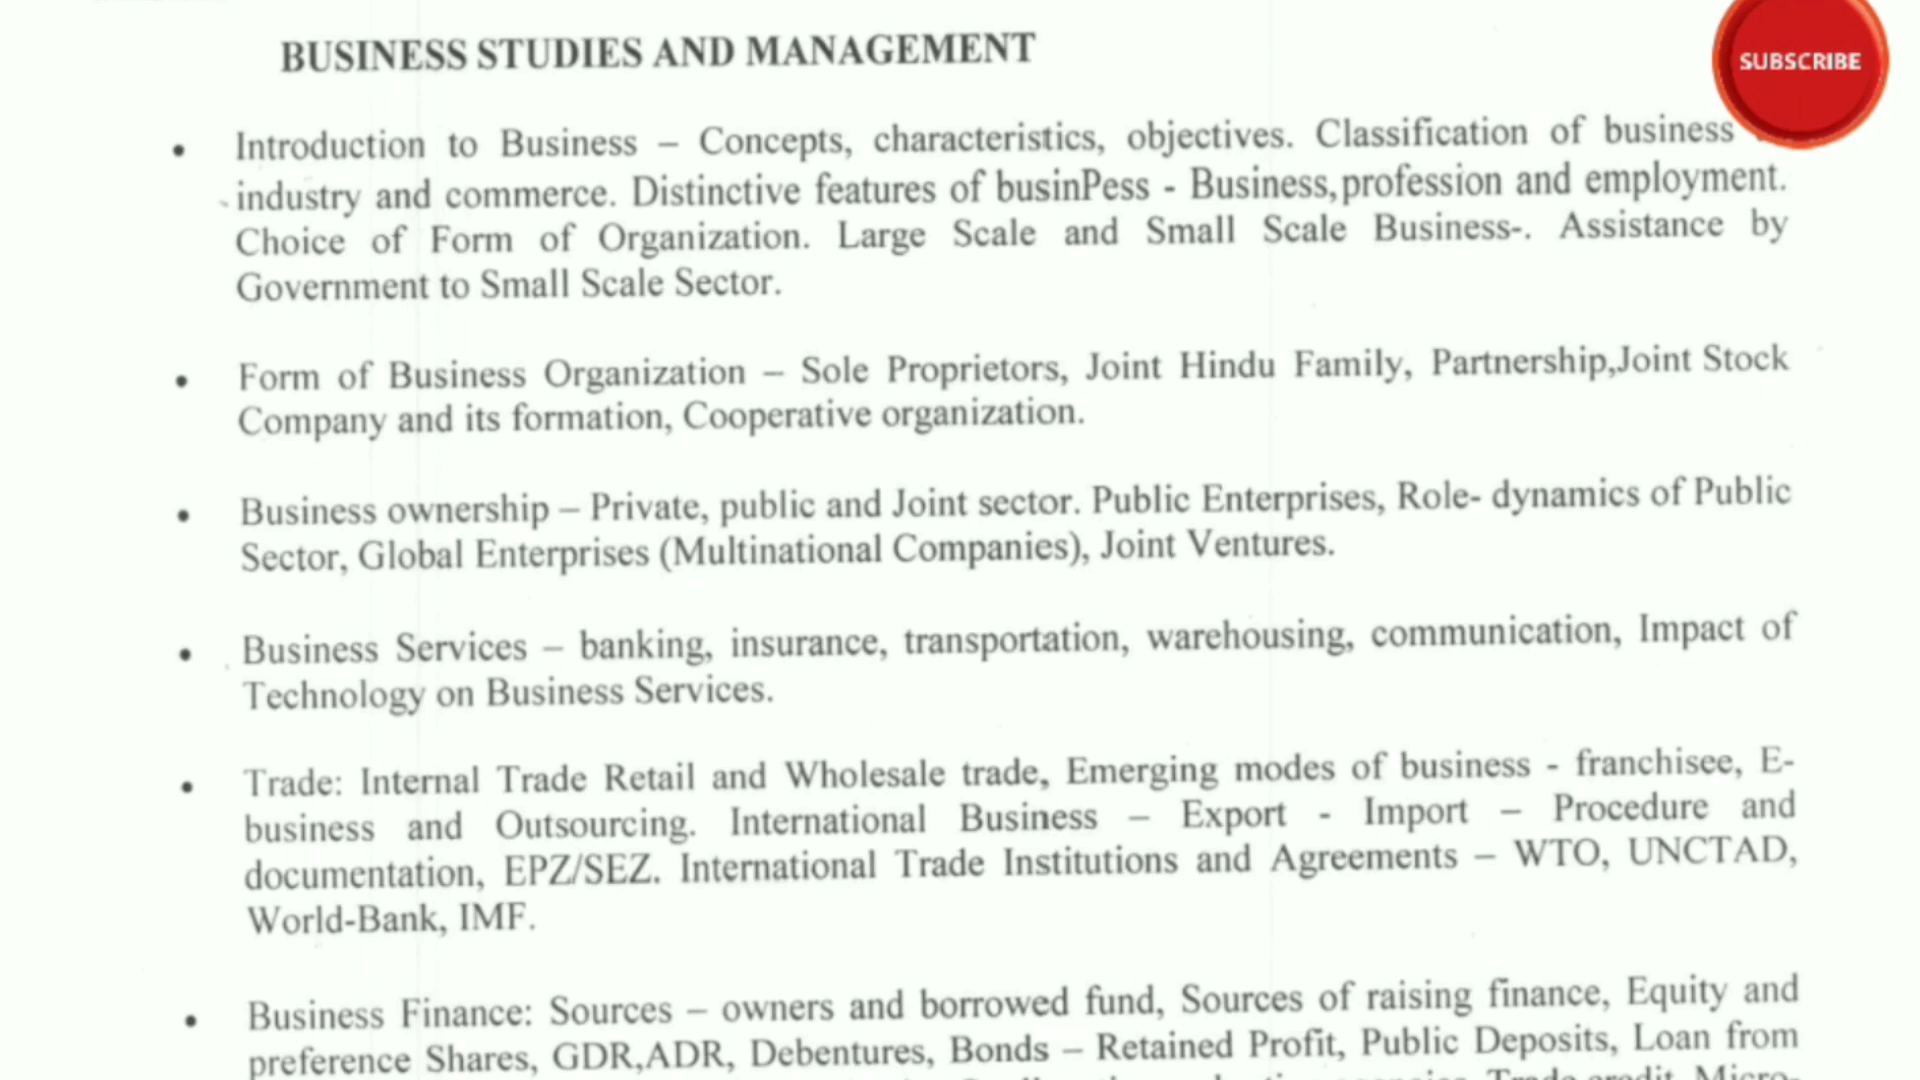 BUSINESS STUDIES AND MANAGEMENT
SUBSCRIBE
• Introduction to Business – Concepts, characteristics, objectives. Classification of business
industry and commerce. Distinctive features of businPess - Business,profession and employment.
Choice of Form of Organization. Large Scale and Small Scale Business-. Assistance by
Government to Small Scale Sector.
• Form of Business Organization – Sole Proprietors, Joint Hindu Family, Partnership,Joint Stock
Company and its formation, Cooperative organization.
• Business ownership – Private, public and Joint sector. Public Enterprises, Role- dynamics of Public
Sector, Global Enterprises (Multinational Companies), Joint Ventures.
• Business Services – banking, insurance, transportation, warehousing, communication, Impact of
Technology on Business Services.
• Trade: Internal Trade Retail and Wholesale trade, Emerging modes of business - franchisee, E-
business and Outsourcing. International Business – Export - Import – Procedure and
documentation, EPZ/SEZ. International Trade Institutions and Agreements – WTO, UNCTAD,
World-Bank, IMF.
• Business Finance: Sources – owners and borrowed fund, Sources of raising finance, Equity and
preference Shares, GDR,ADR, Debentures, Bonds – Retained Profit, Public Deposits, Loan from
Trade credit, Micro-